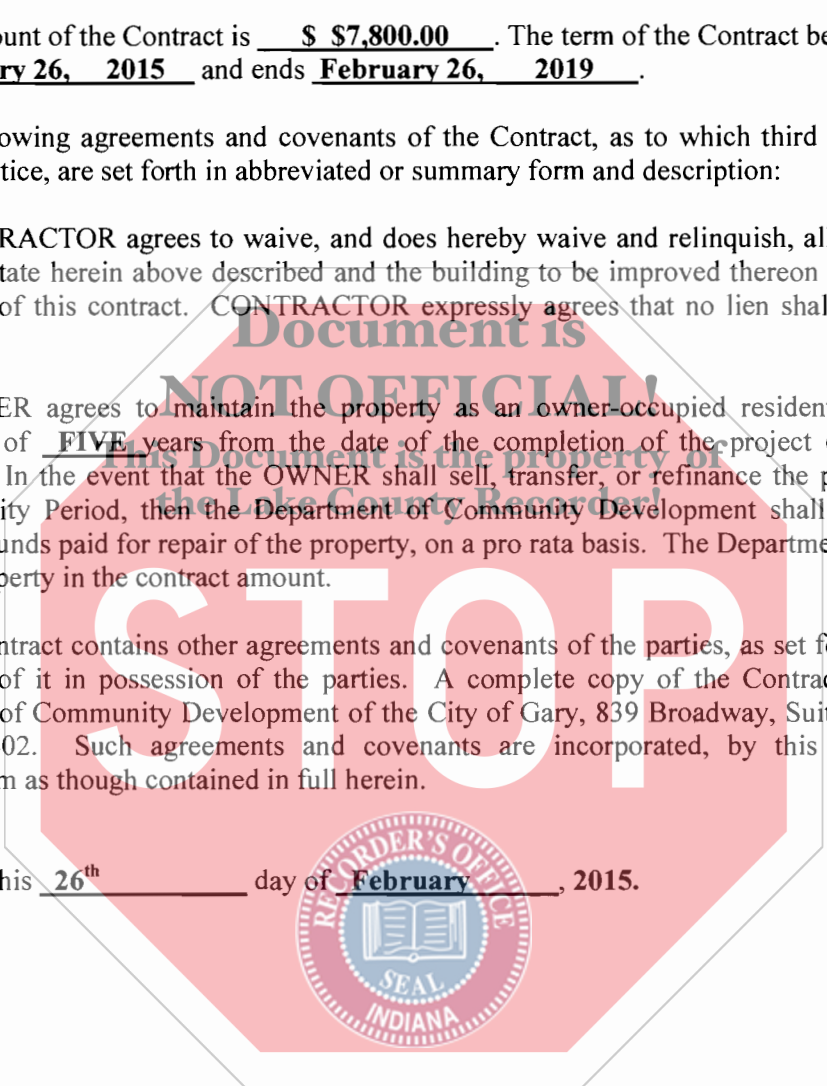 ount of the Contract is $ $7,800.00 . The term of the Contract be
ry 26, 2015 and ends February 26, 2019 .
owing agreements and covenants of the Contract, as to which third
tice, are set forth in abbreviated or summary form and description:
RACTOR agrees to waive, and does hereby waive and relinquish, al
tate herein above described and the building to be improved thereon
of this contract. CONTRACTOR expressly agrees that no lien shal
Document is
NOT OFFICIAL!
ER agrees to maintain the property as an owner-occupied residen
of FIVE years from the date of the completion of the project
This Document is the property of
In the event that the OWNER shall sell, transfer, or refinance the p
the Lake County Recorder!
ity Period, then the Department of Community Development shall
unds paid for repair of the property, on a pro rata basis. The Departme
perty in the contract amount.
STOP
ntract contains other agreements and covenants of the parties, as set f
of it in possession of the parties. A complete copy of the Contrac
of Community Development of the City of Gary, 839 Broadway, Suit
02. Such agreements and covenants are incorporated, by this
m as though contained in full herein.
his 26th day of February , 2015.
RECORDER'S OFFICE
SEAL
INDIANA